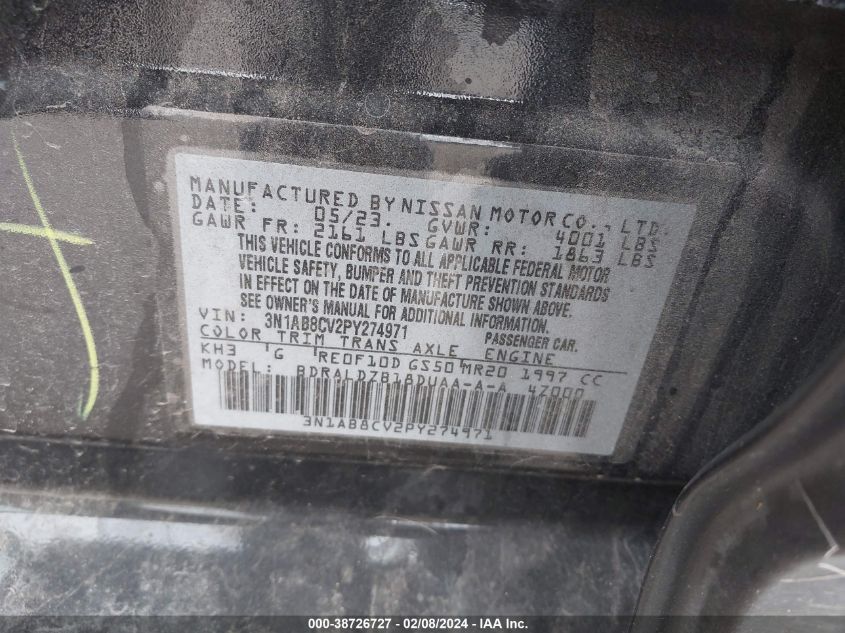 MANUFACTURED BY NISSAN MOTOR CO., LTD.
DATE: 05/23. GVWR: 4001 LBS
GAWR FR: 2161 LBS GAWR RR: 1863 LBS
THIS VEHICLE CONFORMS TO ALL APPLICABLE FEDERAL MOTOR
VEHICLE SAFETY, BUMPER AND THEFT PREVENTION STANDARDS
IN EFFECT ON THE DATE OF MANUFACTURE SHOWN ABOVE.
SEE OWNER'S MANUAL FOR ADDITIONAL INFORMATION.
VIN: 3N1AB8CV2PY274971 PASSENGER CAR.
COLOR TRIM TRANS AXLE ENGINE
KH3 G RE0F10D GS50 MR20 1997 CC
MODEL: BDRALDZB18DUAA-A-A 4Z000
3N1AB8CV2PY274971
000-38726727 - 02/08/2024 - IAA Inc.